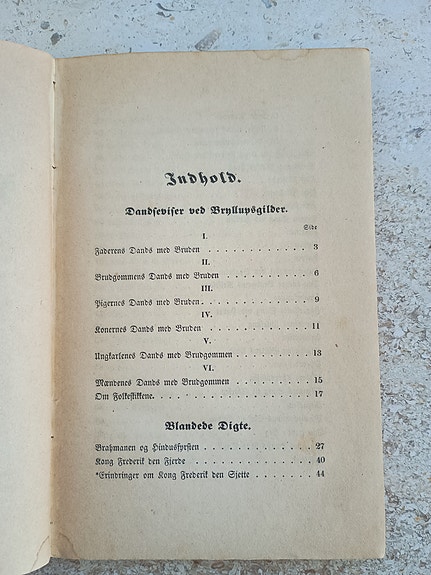 Indhold.
Dandseviser ved Bryllupsgilder.
Side
I.
Faderens Dands med Bruden . . . . . . . . . . . . 3
II.
Brudgommens Dands med Bruden . . . . . . . . . . 6
III.
Pigernes Dands med Bruden . . . . . . . . . . . . . 9
IV.
Konernes Dands med Bruden . . . . . . . . . . . . 11
V.
Ungkarlenes Dands med Brudgommen . . . . . . . . 13
VI.
Mændenes Dands med Brudgommen . . . . . . . . . 15
Om Folkeskikkene. . . . . . . . . . . . . . . . . . 17
Blandede Digte.
Brahmanen og Hindusfyrsten . . . . . . . . . . . . 27
Kong Frederik den Fjerde . . . . . . . . . . . . . . 40
*Erindringer om Kong Frederik den Sjette . . . . . . 44